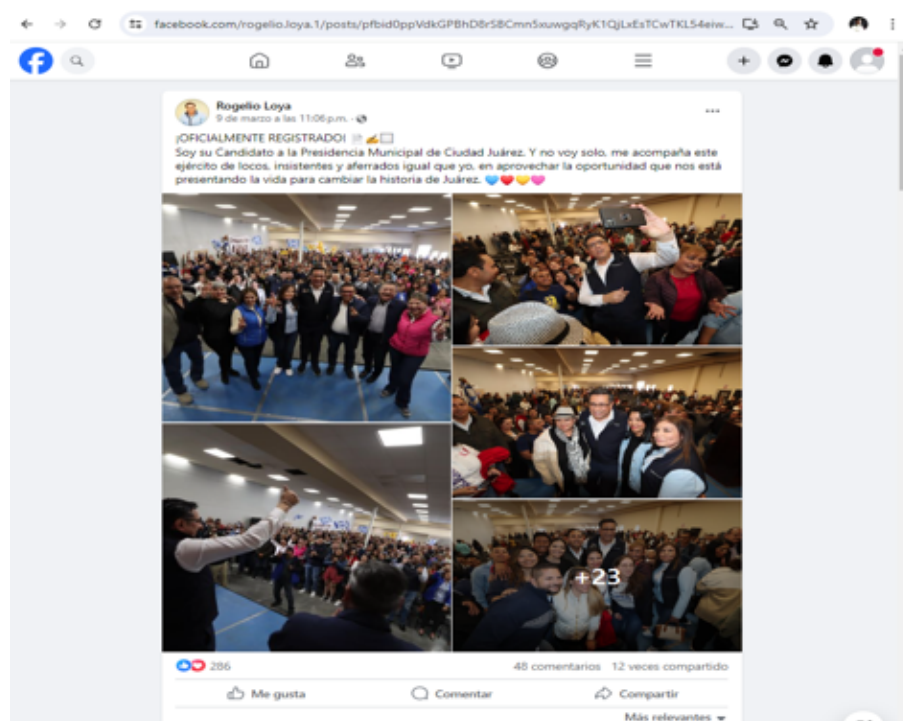 facebook.com/rogelio.loya.1/posts/pfbid0ppVdkGPBhD8rSBCmn5xuwgqRyK1QjLxEsTCwTKL54eiw...
Rogelio Loya
9 de marzo a las 11:06 p.m. ·
¡OFICIALMENTE REGISTRADO! 📄✍️
Soy su Candidato a la Presidencia Municipal de Ciudad Juárez. Y no voy solo, me acompaña este
ejército de locos, insistentes y aferrados igual que yo, en aprovechar la oportunidad que nos está
presentando la vida para cambiar la historia de Juárez. 💙❤️💛🩷
+23
286
48 comentarios 12 veces compartido
Me gusta
Comentar
Compartir
Más relevantes